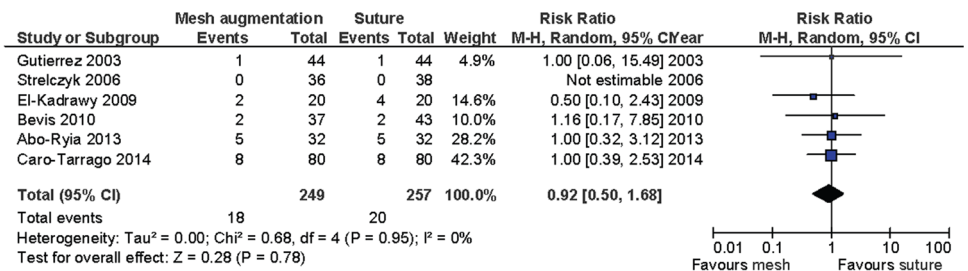 Mesh augmentation Suture Risk Ratio Risk Ratio
Study or Subgroup Events Total Events Total Weight M-H, Random, 95% CI Year M-H, Random, 95% CI
Gutierrez 2003 1 44 1 44 4.9% 1.00 [0.06, 15.49] 2003
Strelczyk 2006 0 36 0 38 Not estimable 2006
El-Kadrawy 2009 2 20 4 20 14.6% 0.50 [0.10, 2.43] 2009
Bevis 2010 2 37 2 43 10.0% 1.16 [0.17, 7.85] 2010
Abo-Ryia 2013 5 32 5 32 28.2% 1.00 [0.32, 3.12] 2013
Caro-Tarrago 2014 8 80 8 80 42.3% 1.00 [0.39, 2.53] 2014
Total (95% CI) 249 257 100.0% 0.92 [0.50, 1.68]
Total events 18 20
Heterogeneity: Tau² = 0.00; Chi² = 0.68, df = 4 (P = 0.95); I² = 0%
Test for overall effect: Z = 0.28 (P = 0.78)
0.01 0.1 1 10 100
Favours mesh Favours suture